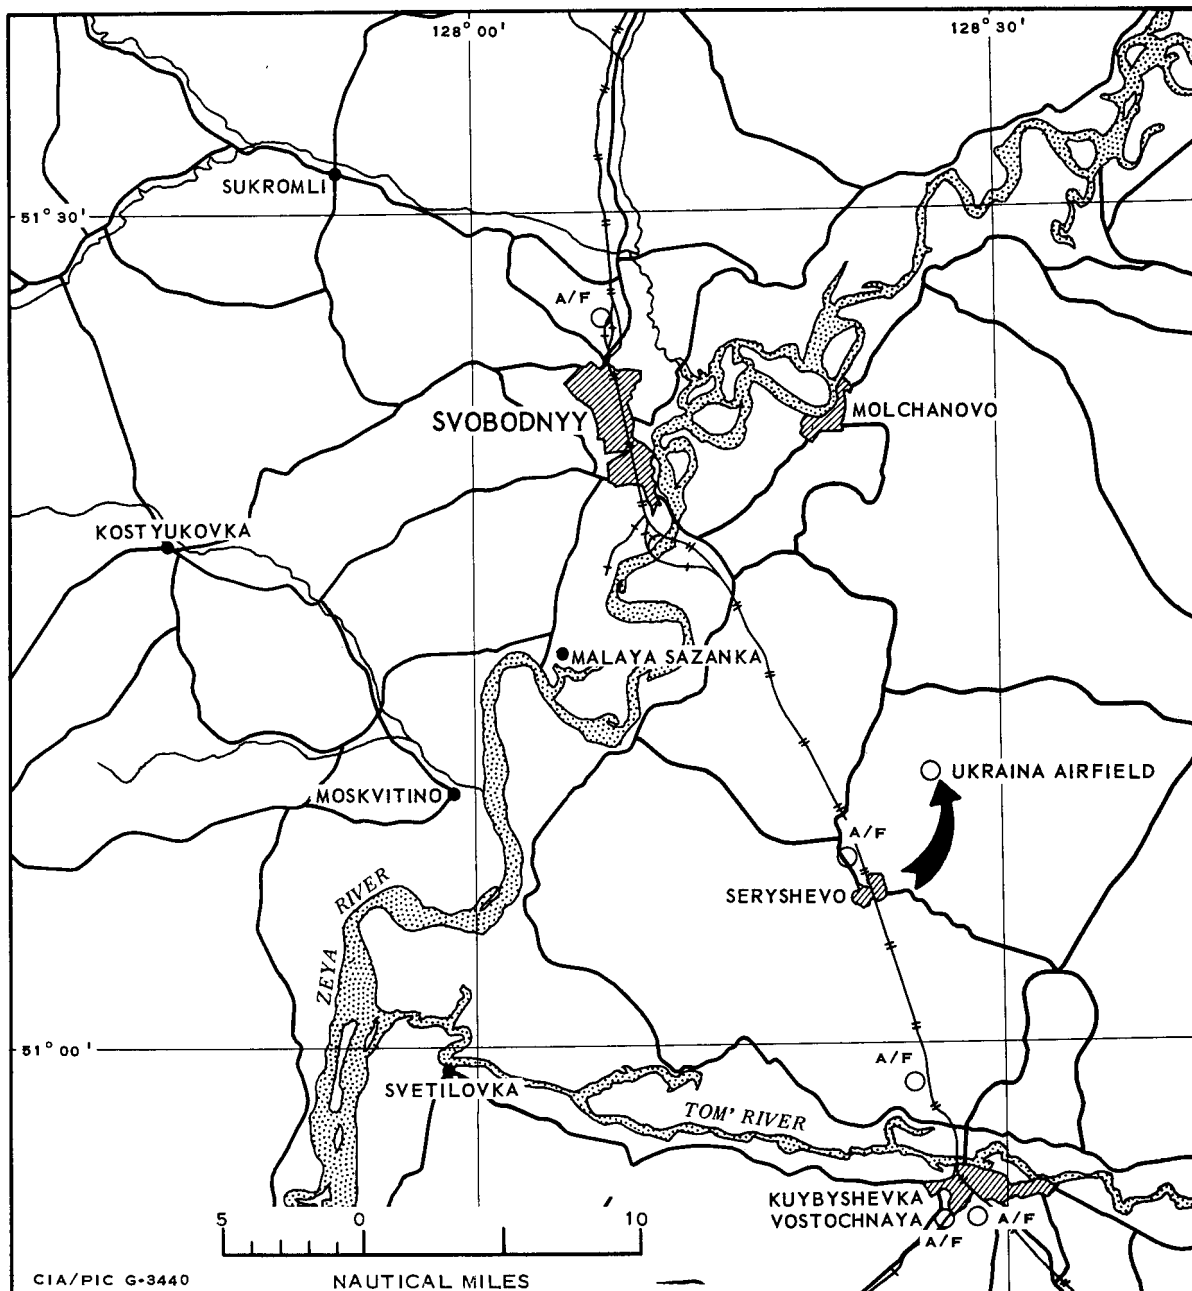 128° 00'
128° 30'
SUKROMLI
51° 30'
A/F
SVOBODNYY
MOLCHANOVO
KOSTYUKOVKA
MALAYA SAZANKA
UKRAINA AIRFIELD
MOSKVITINO
A/F
SERYSHEVO
ZEYA RIVER
51° 00'
A/F
SVETILOVKA
TOM' RIVER
KUYBYSHEVKA
VOSTOCHNAYA
A/F
A/F
5 0 10
NAUTICAL MILES
CIA/PIC G-3440